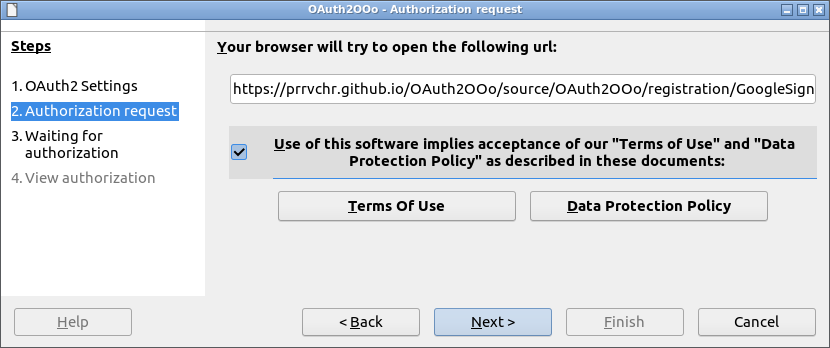 OAuth2OOo - Authorization request
Steps
1. OAuth2 Settings
2. Authorization request
3. Waiting for
authorization
4. View authorization
Your browser will try to open the following url:
https://prrvchr.github.io/OAuth2OOo/source/OAuth2OOo/registration/GoogleSign
Use of this software implies acceptance of our "Terms of Use" and "Data
Protection Policy" as described in these documents:
Terms Of Use
Data Protection Policy
Help
< Back
Next >
Finish
Cancel